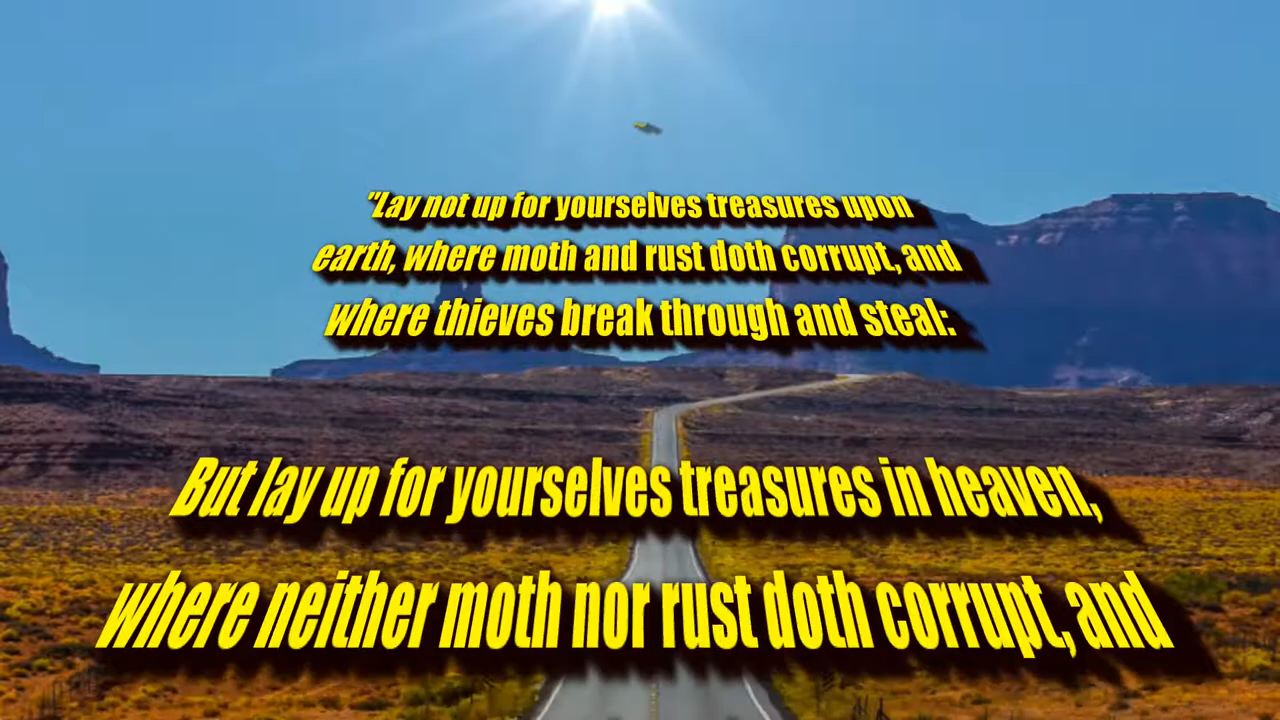 "Lay not up for yourselves treasures upon
earth, where moth and rust doth corrupt, and
where thieves break through and steal:
But lay up for yourselves treasures in heaven,
where neither moth nor rust doth corrupt, and